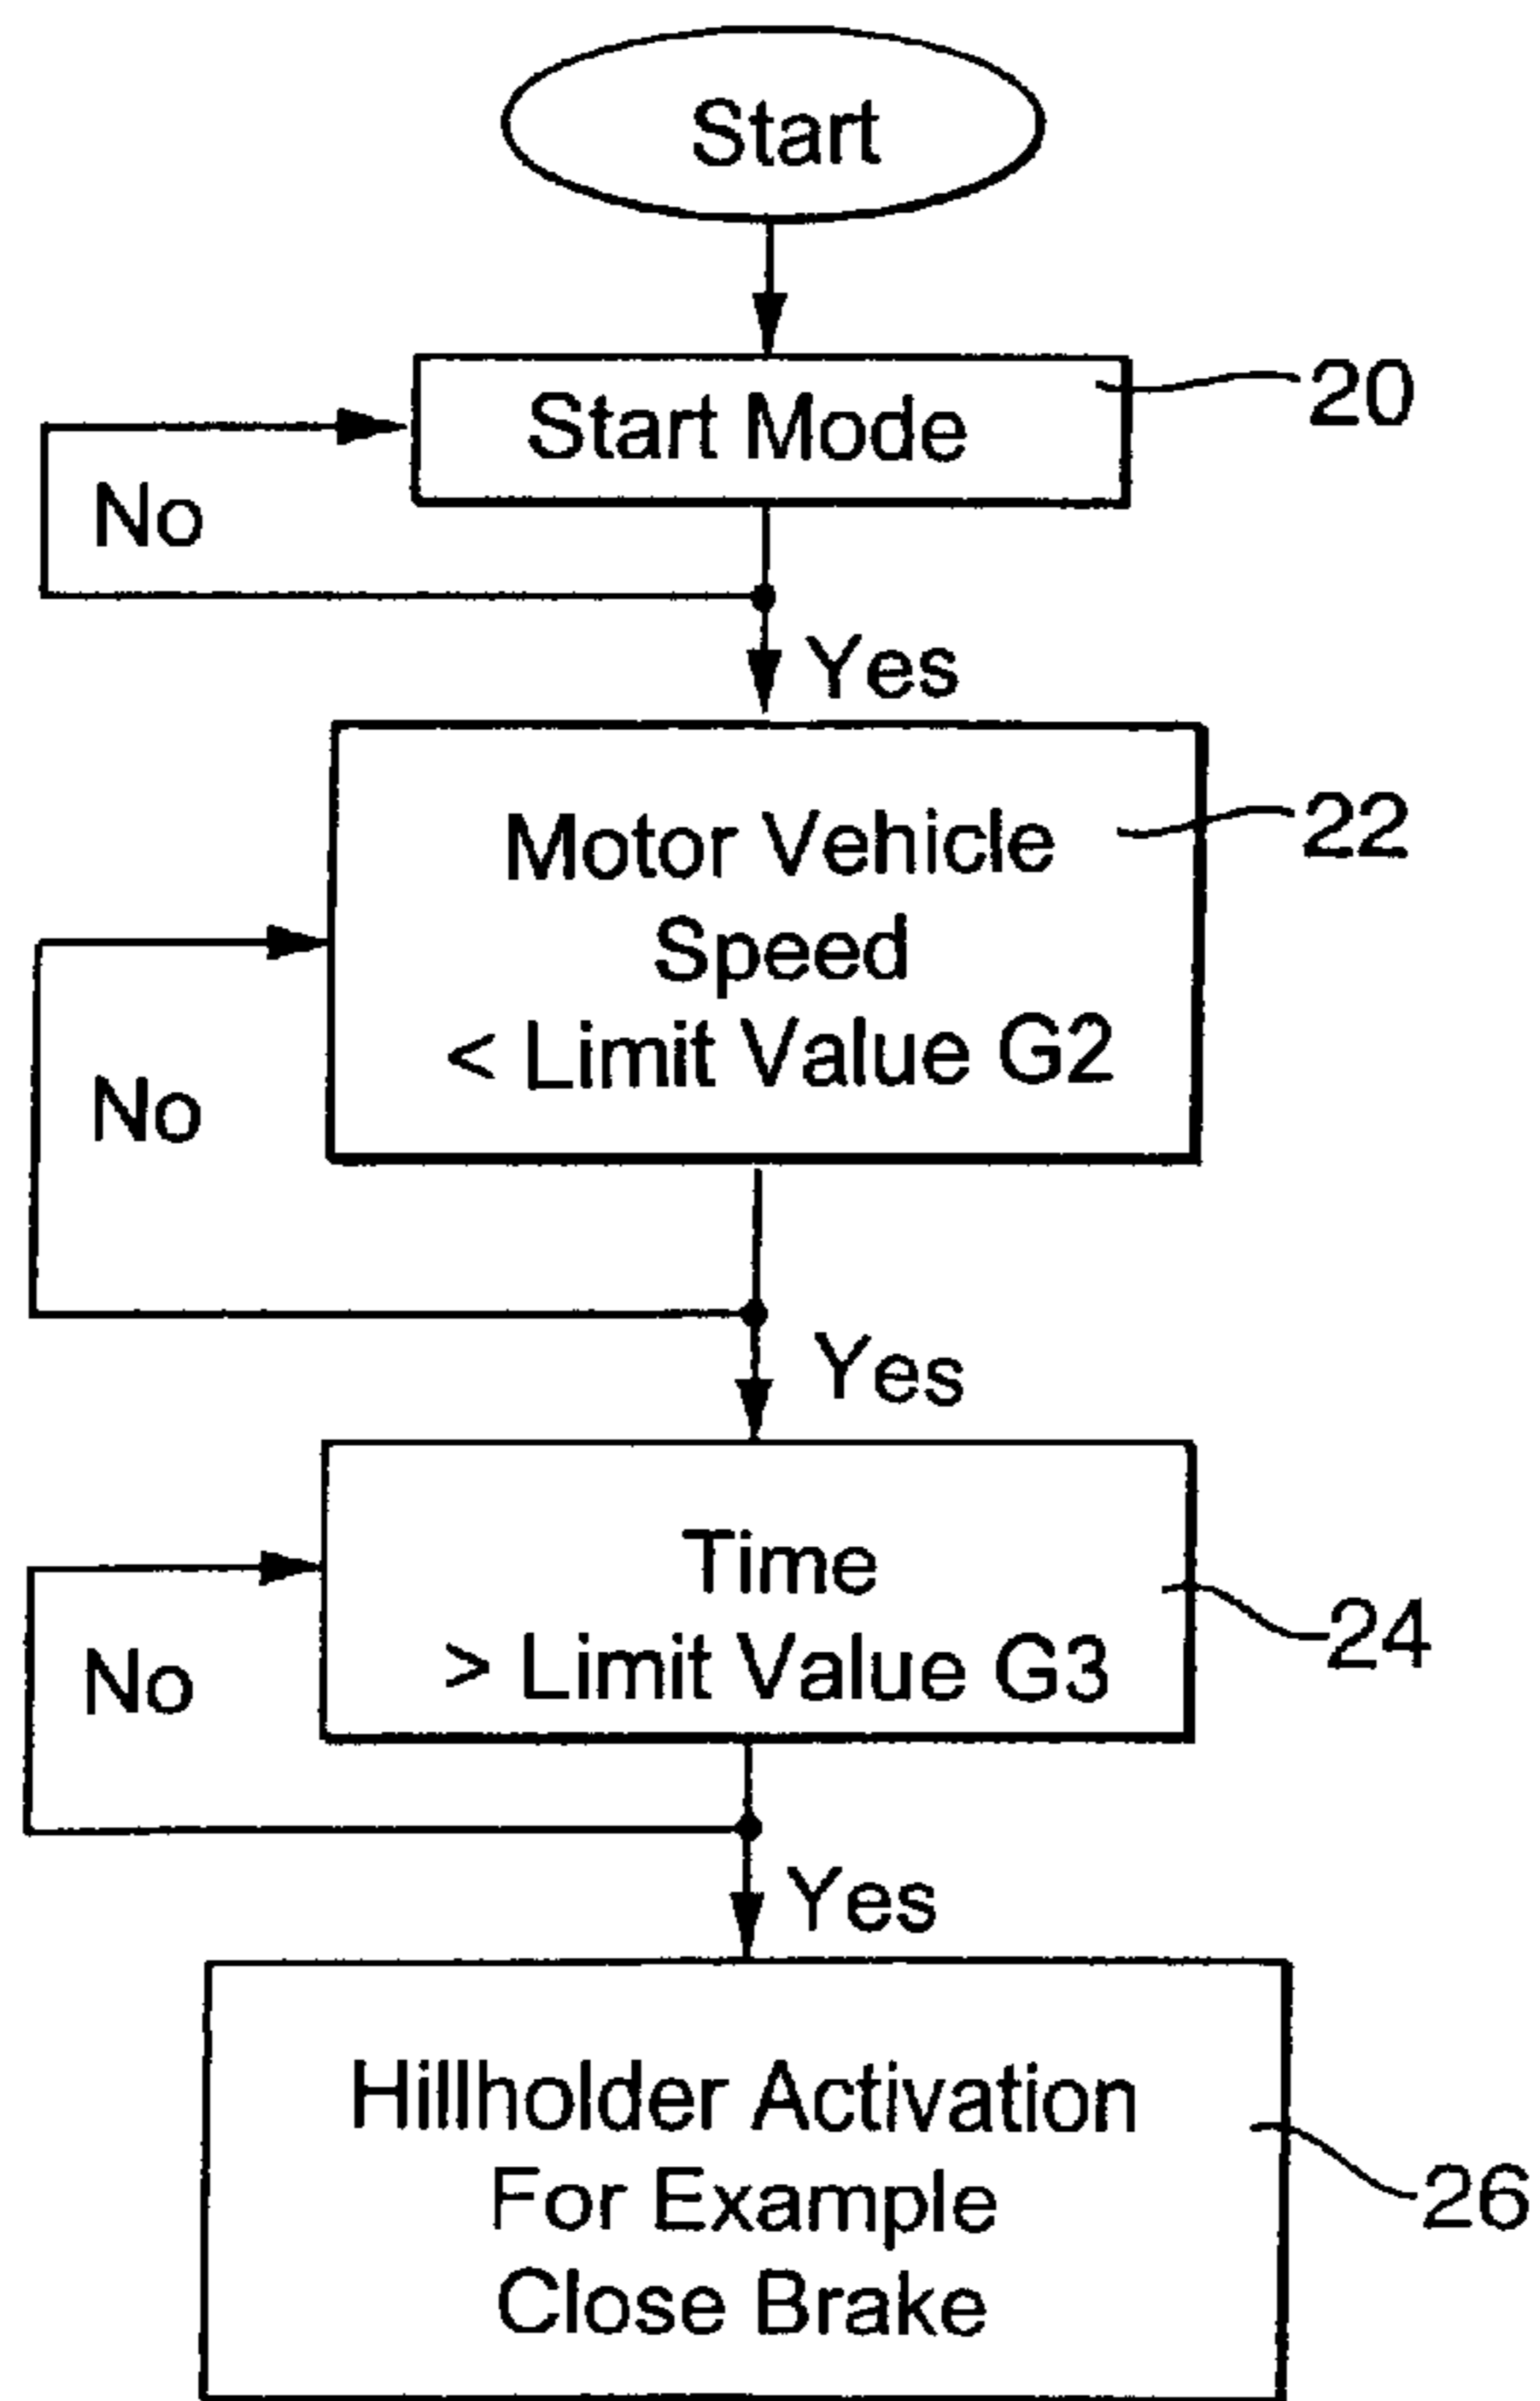 Start
Start Mode
20
No
Yes
Motor Vehicle
Speed
< Limit Value G2
22
No
Yes
Time
> Limit Value G3
24
No
Yes
Hillholder Activation
For Example
Close Brake
26